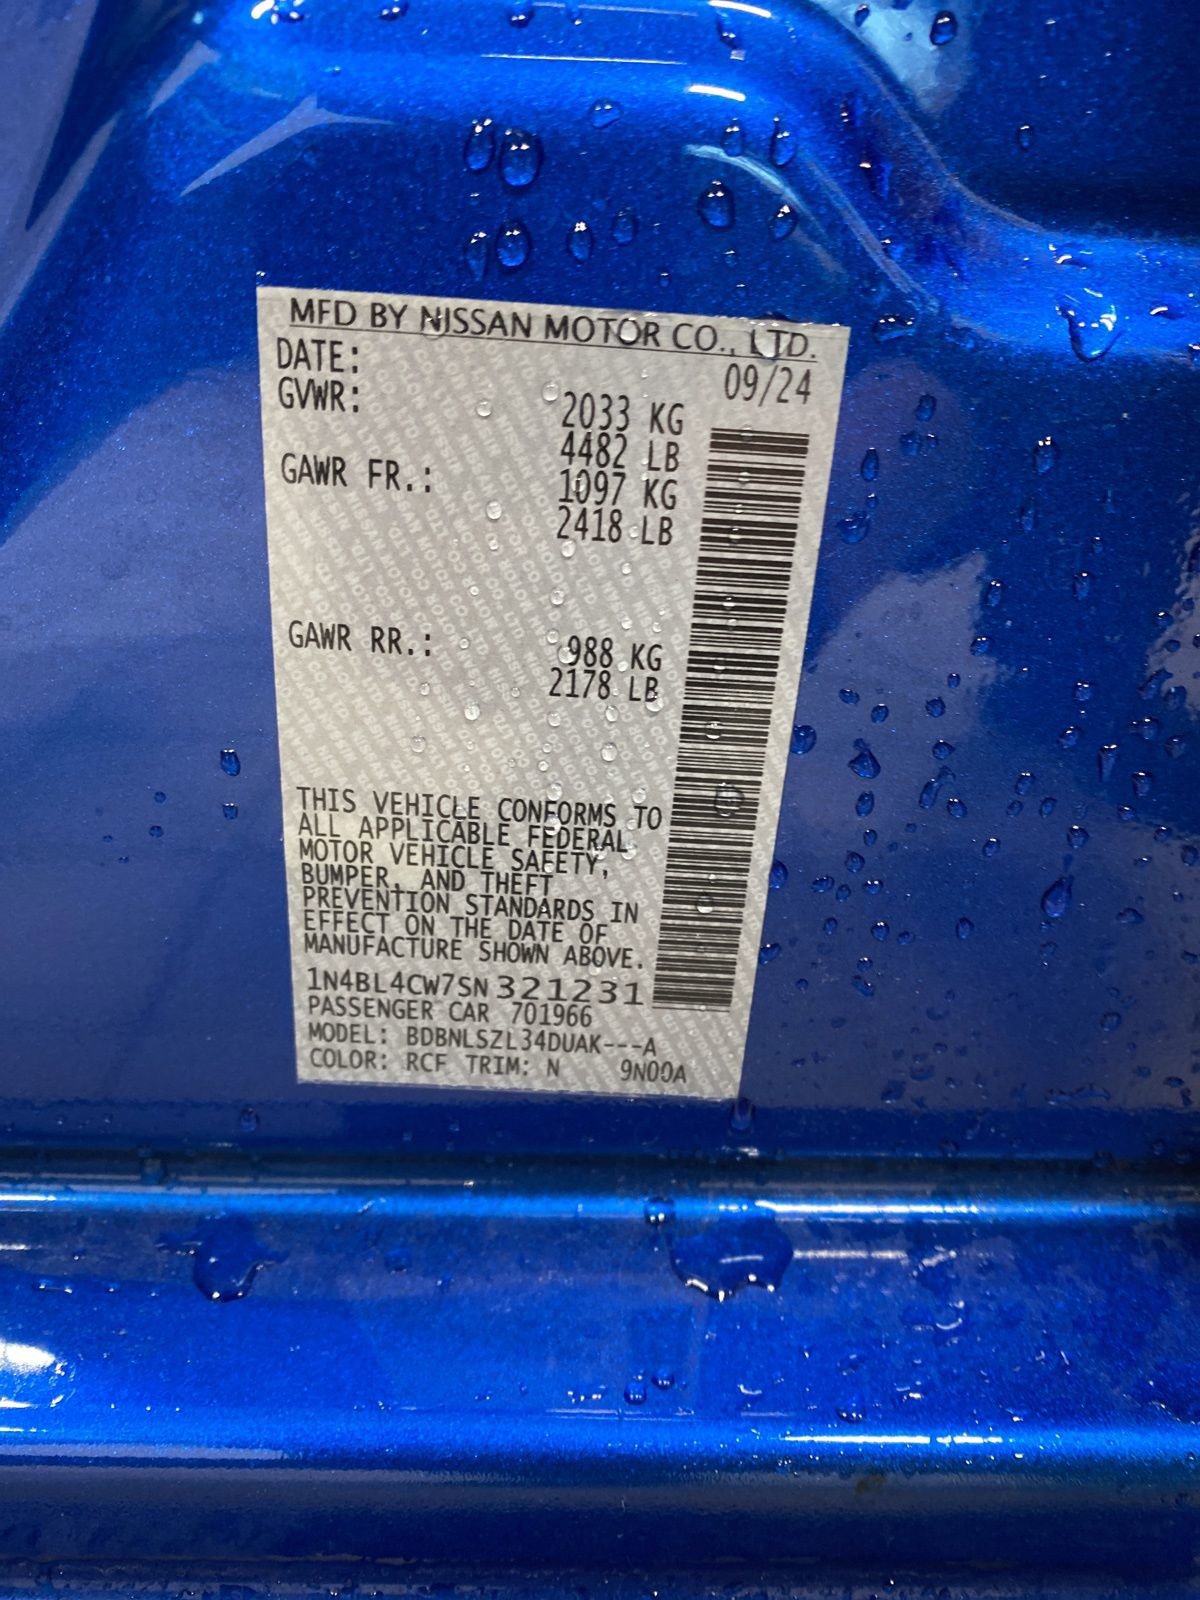 MFD BY NISSAN MOTOR CO., LTD.
DATE: 09/24
GVWR: 2033 KG
4482 LB
GAWR FR.: 1097 KG
2418 LB
GAWR RR.: 988 KG
2178 LB
THIS VEHICLE CONFORMS TO
ALL APPLICABLE FEDERAL
MOTOR VEHICLE SAFETY,
BUMPER, AND THEFT
PREVENTION STANDARDS IN
EFFECT ON THE DATE OF
MANUFACTURE SHOWN ABOVE.
1N4BL4CW7SN321231
PASSENGER CAR 701966
MODEL: BDBNLSZL34DUAK---A
COLOR: RCF TRIM: N 9N00A